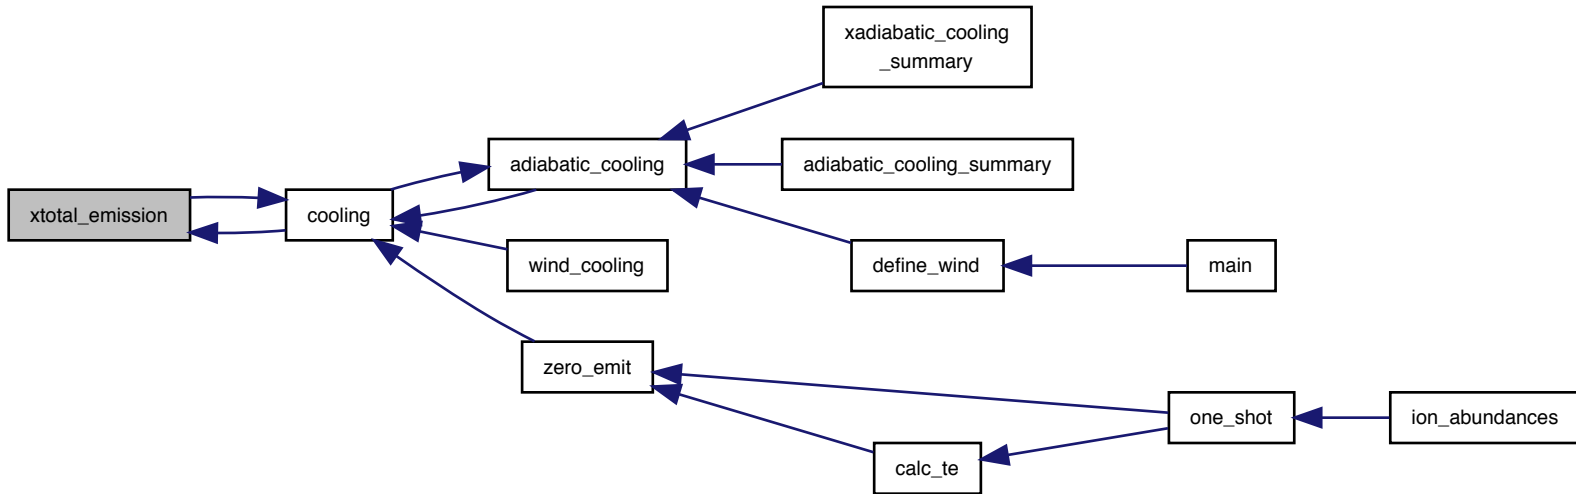 xadiabatic_cooling
_summary
adiabatic_cooling
adiabatic_cooling_summary
xtotal_emission
cooling
wind_cooling
define_wind
main
zero_emit
one_shot
ion_abundances
calc_te